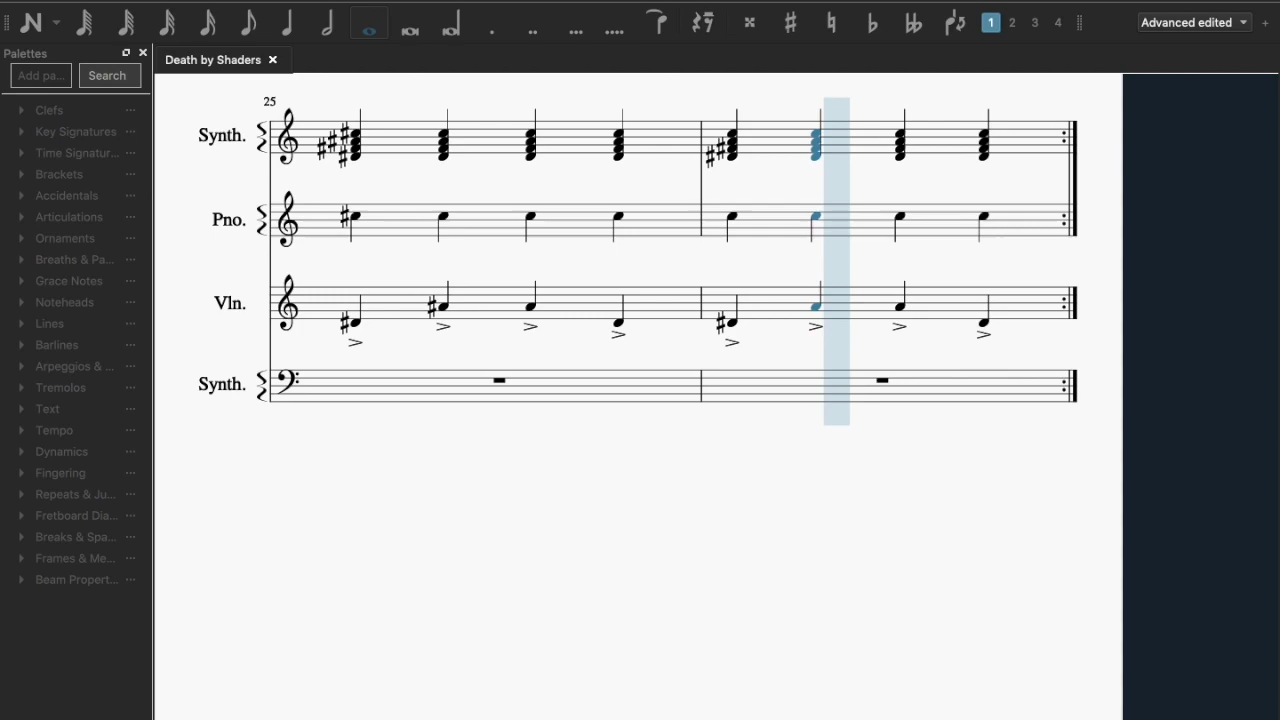 1 2 3 4
Advanced edited
Palettes
Add pa...
Search
Death by Shaders
Clefs
Key Signatures
Time Signatur...
Brackets
Accidentals
Articulations
Ornaments
Breaths & Pa...
Grace Notes
Noteheads
Lines
Barlines
Arpeggios & ...
Tremolos
Text
Tempo
Dynamics
Fingering
Repeats & Ju...
Fretboard Dia...
Breaks & Spa...
Frames & Me...
Beam Propert...
25
Synth.
Pno.
Vln.
Synth.